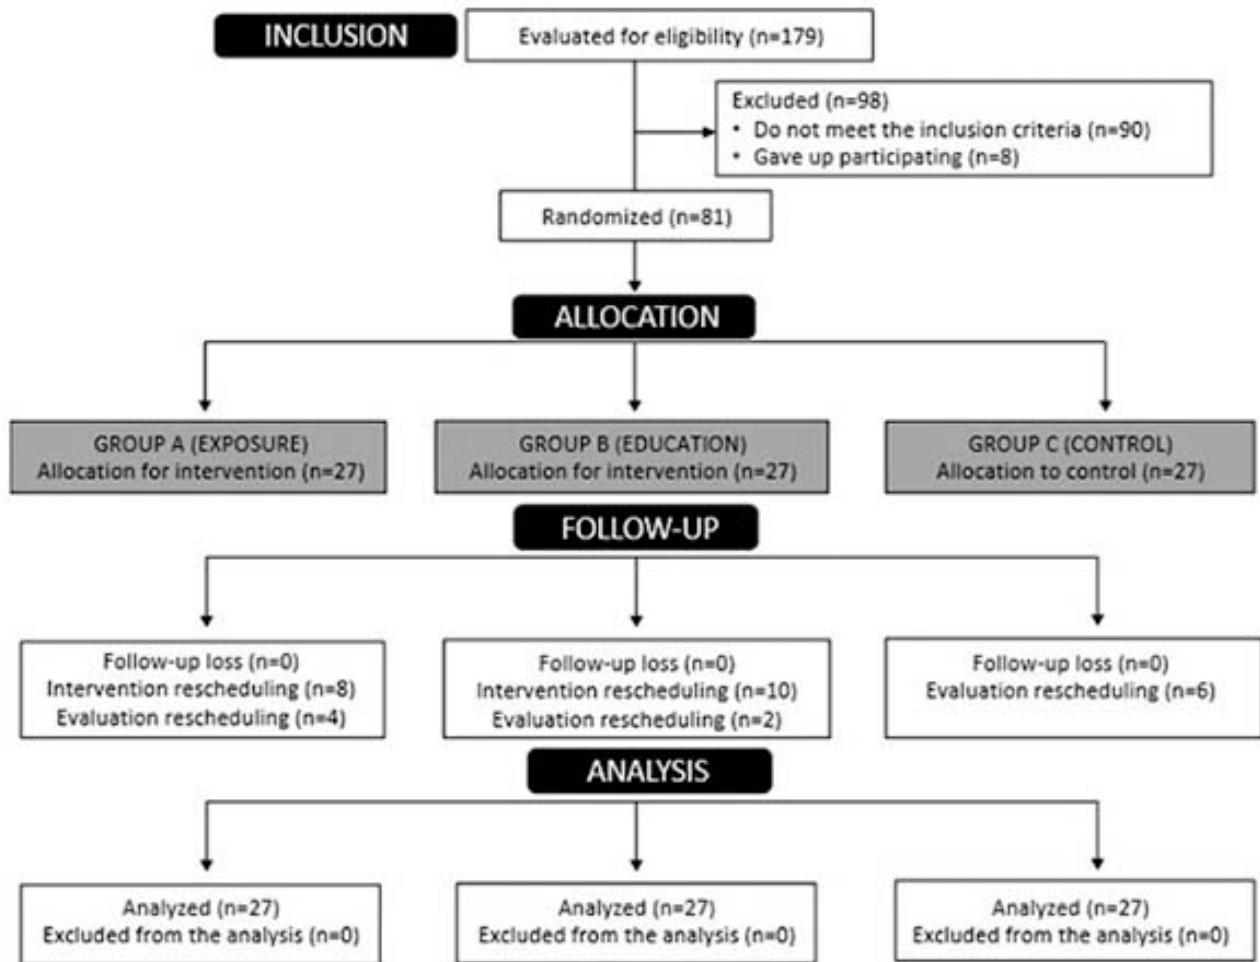 INCLUSION
Evaluated for eligibility (n=179)
Excluded (n=98)
• Do not meet the inclusion criteria (n=90)
• Gave up participating (n=8)
Randomized (n=81)
ALLOCATION
GROUP A (EXPOSURE)
Allocation for intervention (n=27)
GROUP B (EDUCATION)
Allocation for intervention (n=27)
GROUP C (CONTROL)
Allocation to control (n=27)
FOLLOW-UP
Follow-up loss (n=0)
Intervention rescheduling (n=8)
Evaluation rescheduling (n=4)
Follow-up loss (n=0)
Intervention rescheduling (n=10)
Evaluation rescheduling (n=2)
Follow-up loss (n=0)
Evaluation rescheduling (n=6)
ANALYSIS
Analyzed (n=27)
Excluded from the analysis (n=0)
Analyzed (n=27)
Excluded from the analysis (n=0)
Analyzed (n=27)
Excluded from the analysis (n=0)